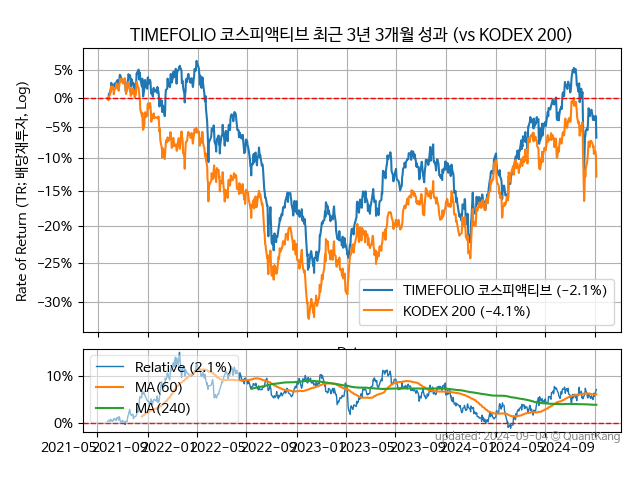 TIMEFOLIO 코스피액티브 최근 3년 3개월 성과 (vs KODEX 200)
Rate of Return (TR: 배당재투자, Log)
5%
0%
−5%
−10%
−15%
−20%
−30%
TIMEFOLIO 코스피액티브 (−2.1%)
KODEX 200 (−4.1%)
Relative (2.1%)
MA(60)
MA(240)
10%
0%
2021-05 2021-09 2022-01 2022-05 2022-09 2023-01 2023-05 2023-09 2024-01 2024-05 2024-09
updated: 2024-09-04 © QuantKang